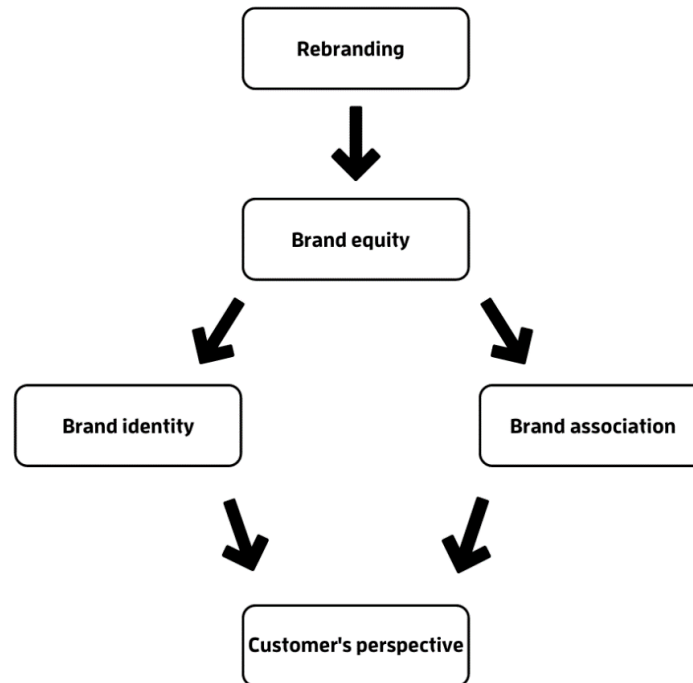 Rebranding
Brand equity
Brand identity
Brand association
Customer's perspective